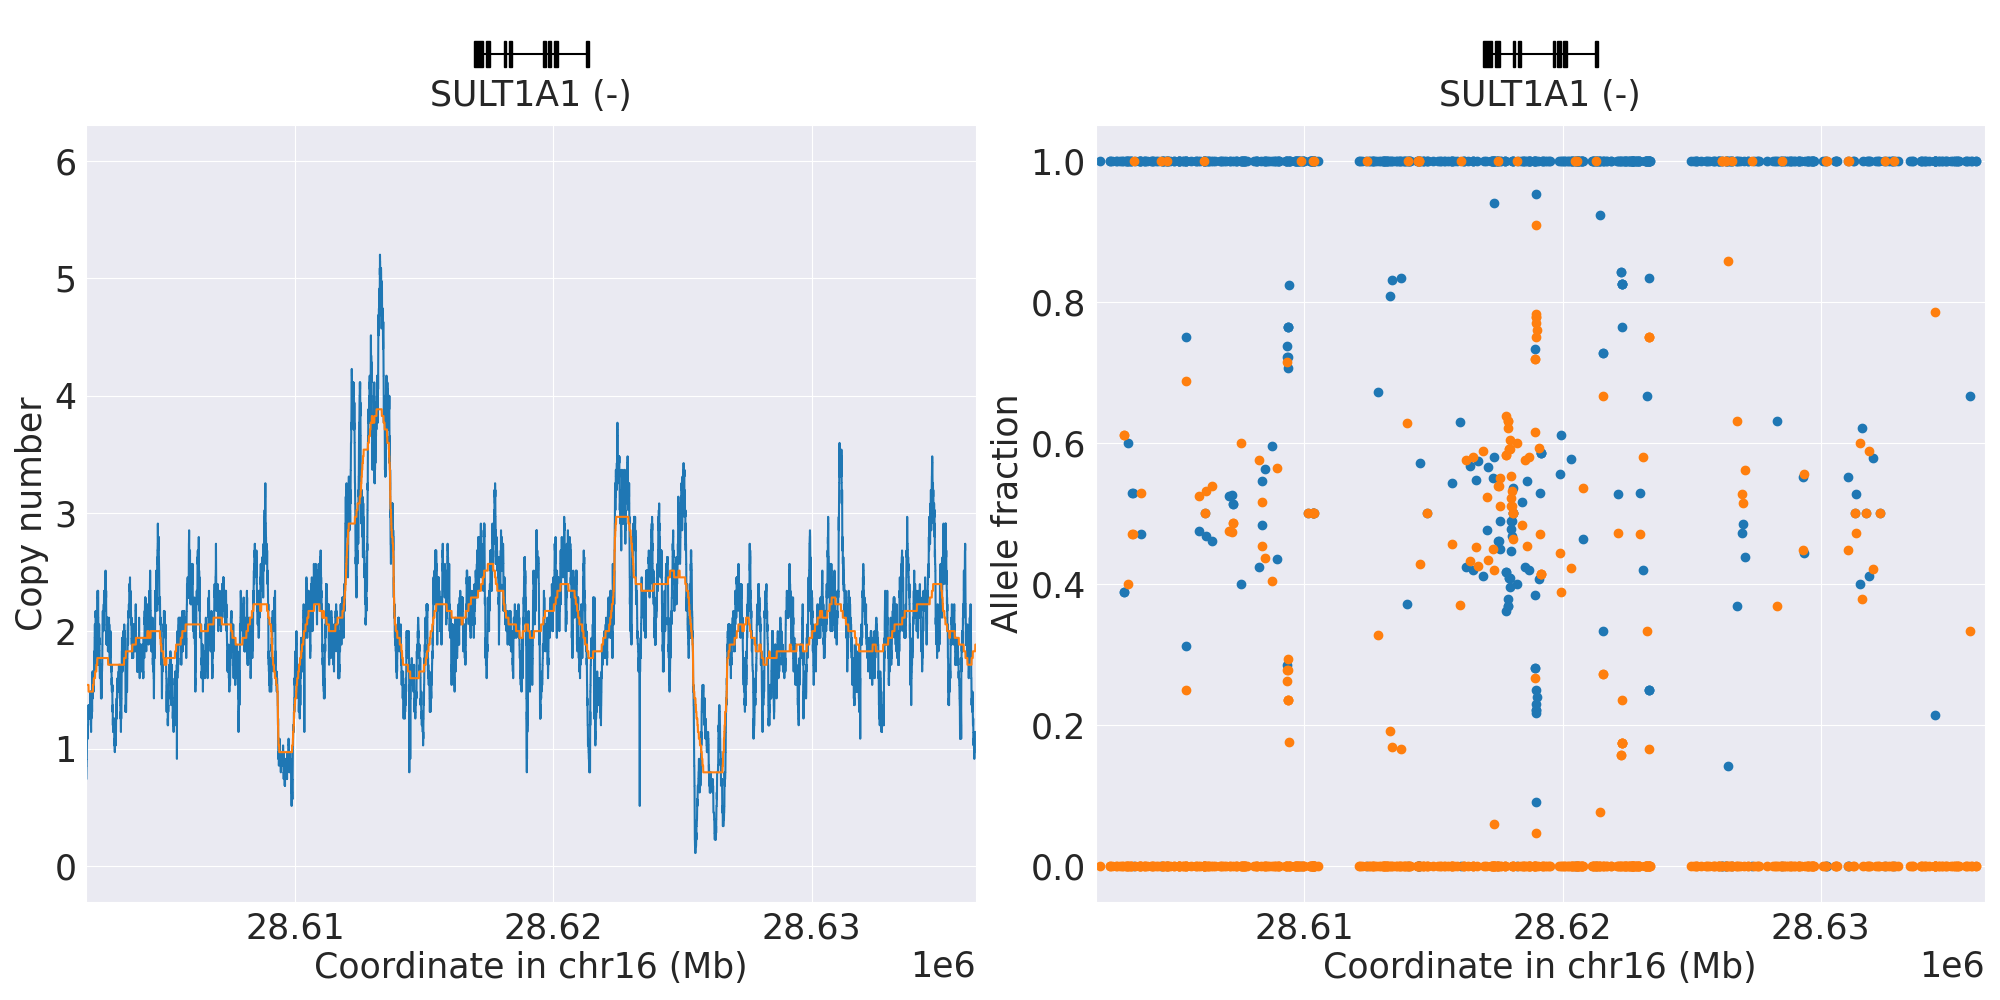 SULT1A1 (-)
Copy number
6
5
4
3
2
1
0
28.61
28.62
28.63
Coordinate in chr16 (Mb)
1e6
SULT1A1 (-)
Allele fraction
1.0
0.8
0.6
0.4
0.2
0.0
28.61
28.62
28.63
Coordinate in chr16 (Mb)
1e6